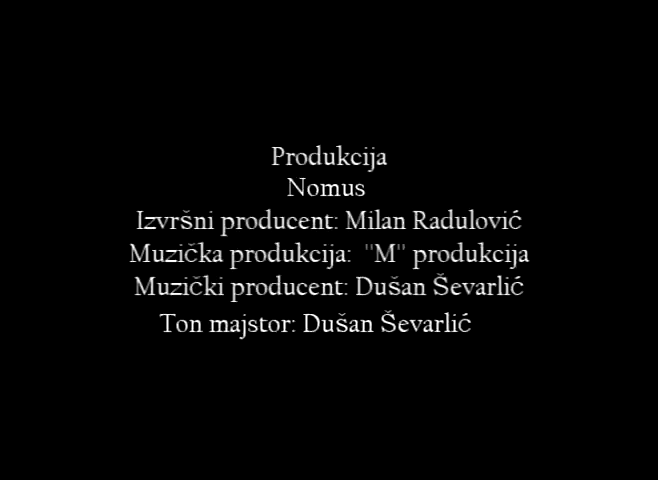 Produkcija
Nomus
Izvršni producent: Milan Radulović
Muzička produkcija: "M" produkcija
Muzički producent: Dušan Ševarlić
Ton majstor: Dušan Ševarlić